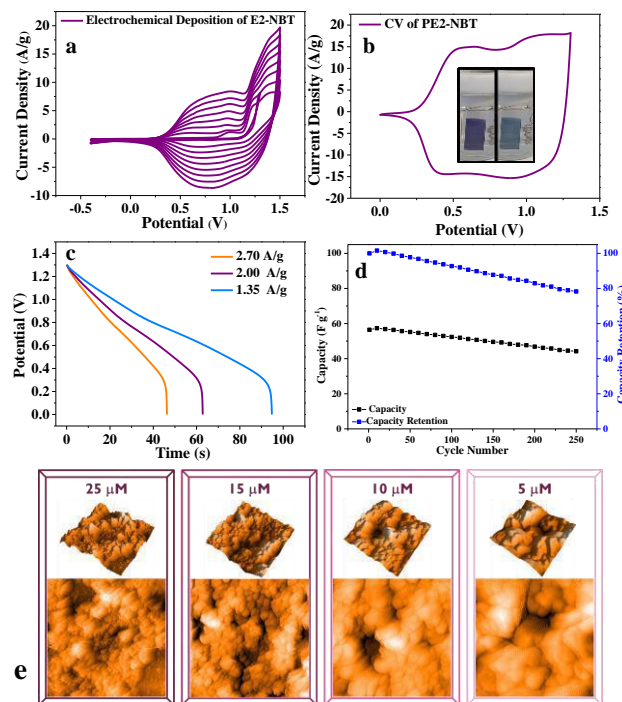 a
Electrochemical Deposition of E2-NBT
Current Density (A/g)
20
15
10
5
0
-5
-10
-0.5
0.0
0.5
1.0
1.5
Potential (V)
b
CV of PE2-NBT
Current Density (A/g)
20
15
10
5
0
-5
-10
-15
-20
0.0
0.5
1.0
1.5
Potential (V)
c
2.70 A/g
2.00 A/g
1.35 A/g
Potential (V)
1.4
1.2
1.0
0.8
0.6
0.4
0.2
0.0
0
20
40
60
80
100
Time (s)
d
Capacity (F g-1)
100
80
60
40
20
0
Capacity
Capacity Retention
0
50
100
150
200
250
Cycle Number
100
80
60
40
20
0
Capacity Retention (%)
25 μM
15 μM
10 μM
5 μM
e